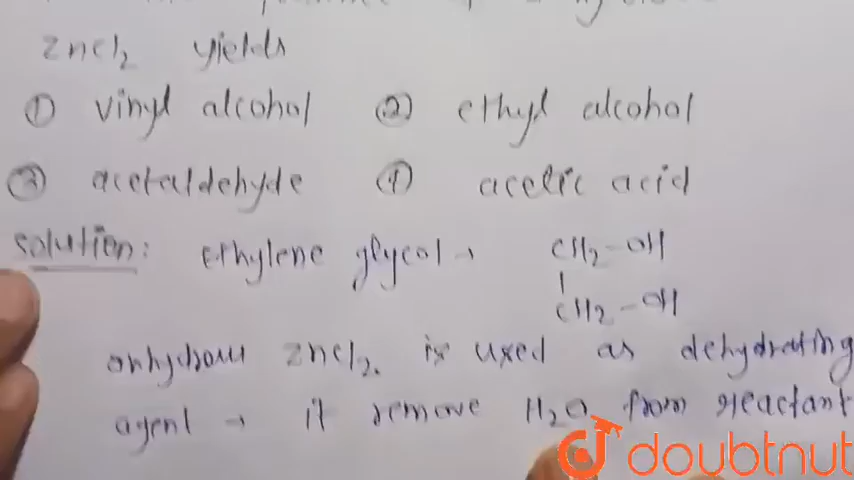 ZnCl2 yields
① vinyl alcohol ② ethyl alcohol
③ acetaldehyde ④ acetic acid
Solution: ethylene glycol → CH2-OH
CH2-OH
anhydrous ZnCl2. is used as dehydrating
agent → it remove H2O from reactant
doubtnut